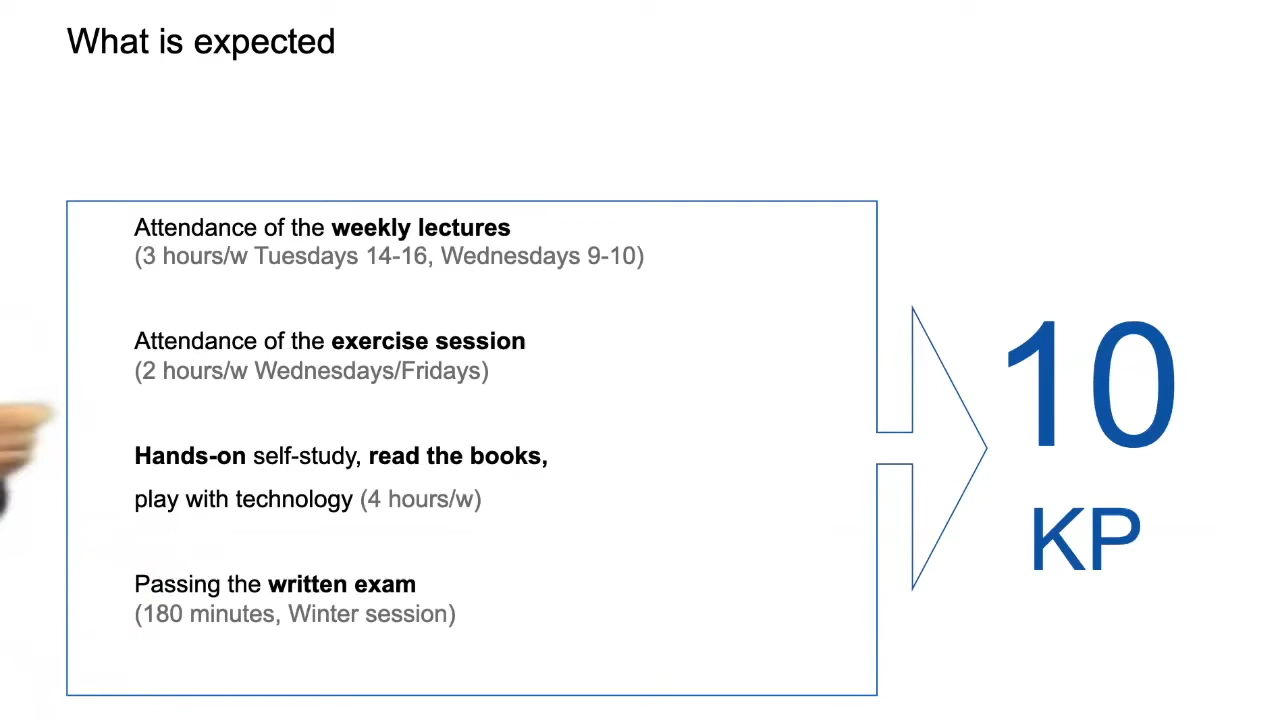 What is expected
Attendance of the weekly lectures
(3 hours/w Tuesdays 14-16, Wednesdays 9-10)
Attendance of the exercise session
(2 hours/w Wednesdays/Fridays)
Hands-on self-study, read the books,
play with technology (4 hours/w)
Passing the written exam
(180 minutes, Winter session)
10
KP